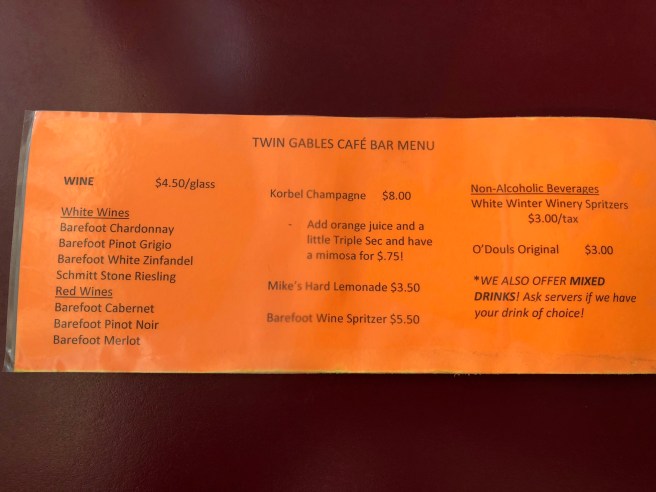 TWIN GABLES CAFÉ BAR MENU
WINE $4.50/glass
White Wines
Barefoot Chardonnay
Barefoot Pinot Grigio
Barefoot White Zinfandel
Schmitt Stone Riesling
Red Wines
Barefoot Cabernet
Barefoot Pinot Noir
Barefoot Merlot
Korbel Champagne $8.00
- Add orange juice and a
little Triple Sec and have
a mimosa for $.75!
Mike's Hard Lemonade $3.50
Barefoot Wine Spritzer $5.50
Non-Alcoholic Beverages
White Winter Winery Spritzers
$3.00/tax
O'Douls Original $3.00
*WE ALSO OFFER MIXED
DRINKS! Ask servers if we have
your drink of choice!